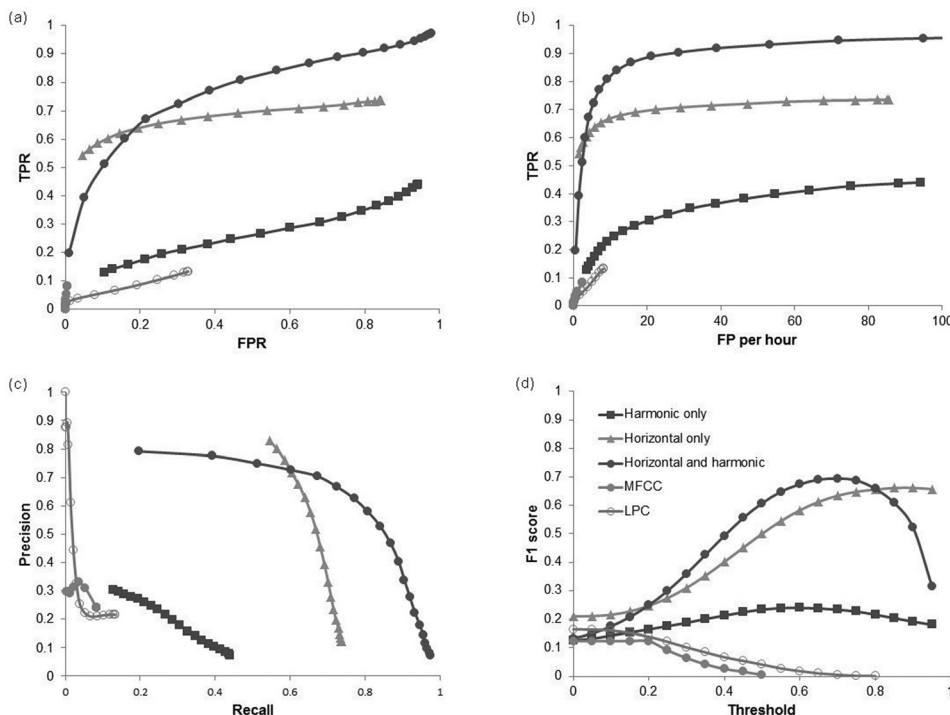 (a)
1
0.9
0.8
0.7
0.6
0.5
0.4
0.3
0.2
0.1
0
TPR
0 0.2 0.4 0.6 0.8 1
FPR
(b)
1
0.9
0.8
0.7
0.6
0.5
0.4
0.3
0.2
0.1
0
TPR
0 20 40 60 80 100
FP per hour
(c)
1
0.9
0.8
0.7
0.6
0.5
0.4
0.3
0.2
0.1
0
Precision
0 0.2 0.4 0.6 0.8 1
Recall
(d)
1
0.9
0.8
0.7
0.6
0.5
0.4
0.3
0.2
0.1
0
F1 score
Harmonic only
Horizontal only
Horizontal and harmonic
MFCC
LPC
0 0.2 0.4 0.6 0.8 1
Threshold